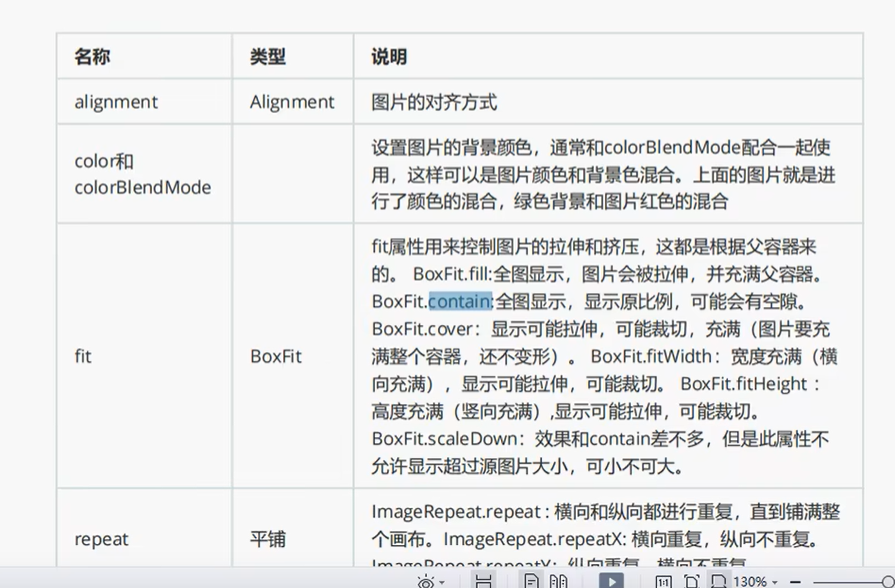 名称 类型 说明
alignment Alignment 图片的对齐方式
color和
colorBlendMode
设置图片的背景颜色，通常和colorBlendMode配合一起使
用，这样可以是图片颜色和背景色混合。上面的图片就是进
行了颜色的混合，绿色背景和图片红色的混合
fit BoxFit
fit属性用来控制图片的拉伸和挤压，这都是根据父容器来
的。 BoxFit.fill:全图显示，图片会被拉伸，并充满父容器。
BoxFit.contain:全图显示，显示原比例，可能会有空隙。
BoxFit.cover：显示可能拉伸，可能裁切，充满（图片要充
满整个容器，还不变形）。 BoxFit.fitWidth：宽度充满（横
向充满），显示可能拉伸，可能裁切。 BoxFit.fitHeight：
高度充满（竖向充满）,显示可能拉伸，可能裁切。
BoxFit.scaleDown：效果和contain差不多，但是此属性不
允许显示超过源图片大小，可小不可大。
repeat 平铺
ImageRepeat.repeat : 横向和纵向都进行重复，直到铺满整
个画布。ImageRepeat.repeatX: 横向重复，纵向不重复。
ImageRepeat.repeatY：纵向重复，横向不重复
130%